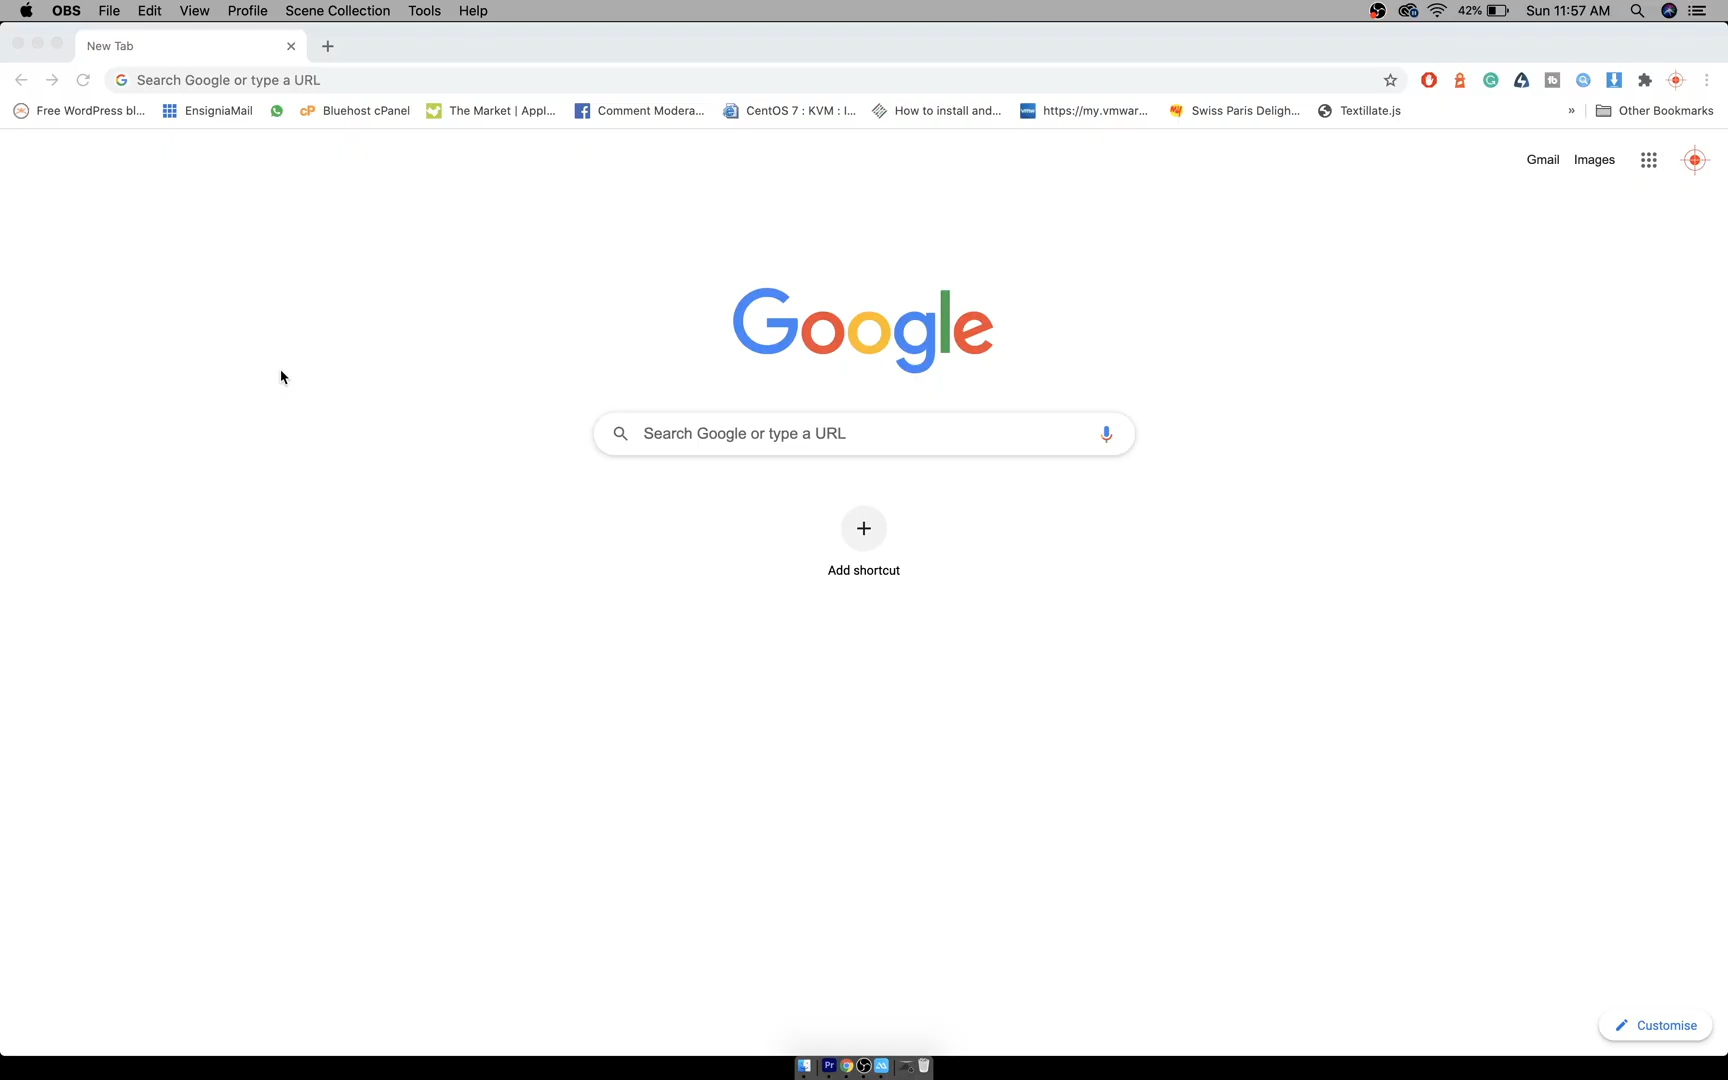 OBS File Edit View Profile Scene Collection Tools Help 42% Sun 11:57 AM
New Tab
Search Google or type a URL
Free WordPress bl... EnsigniaMail Bluehost cPanel The Market | Appl... Comment Modera... CentOS 7 : KVM : I... How to install and... https://my.vmwar... Swiss Paris Deligh... Textillate.js » Other Bookmarks
Gmail Images
Google
Search Google or type a URL
Add shortcut
Customise
Pr